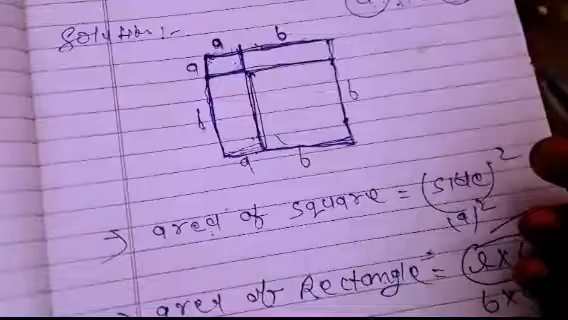 Solution:-
a b
a
b b
a b
⇒ area of square = (side)²
(a)²
area of Rectangle = (l×
b×